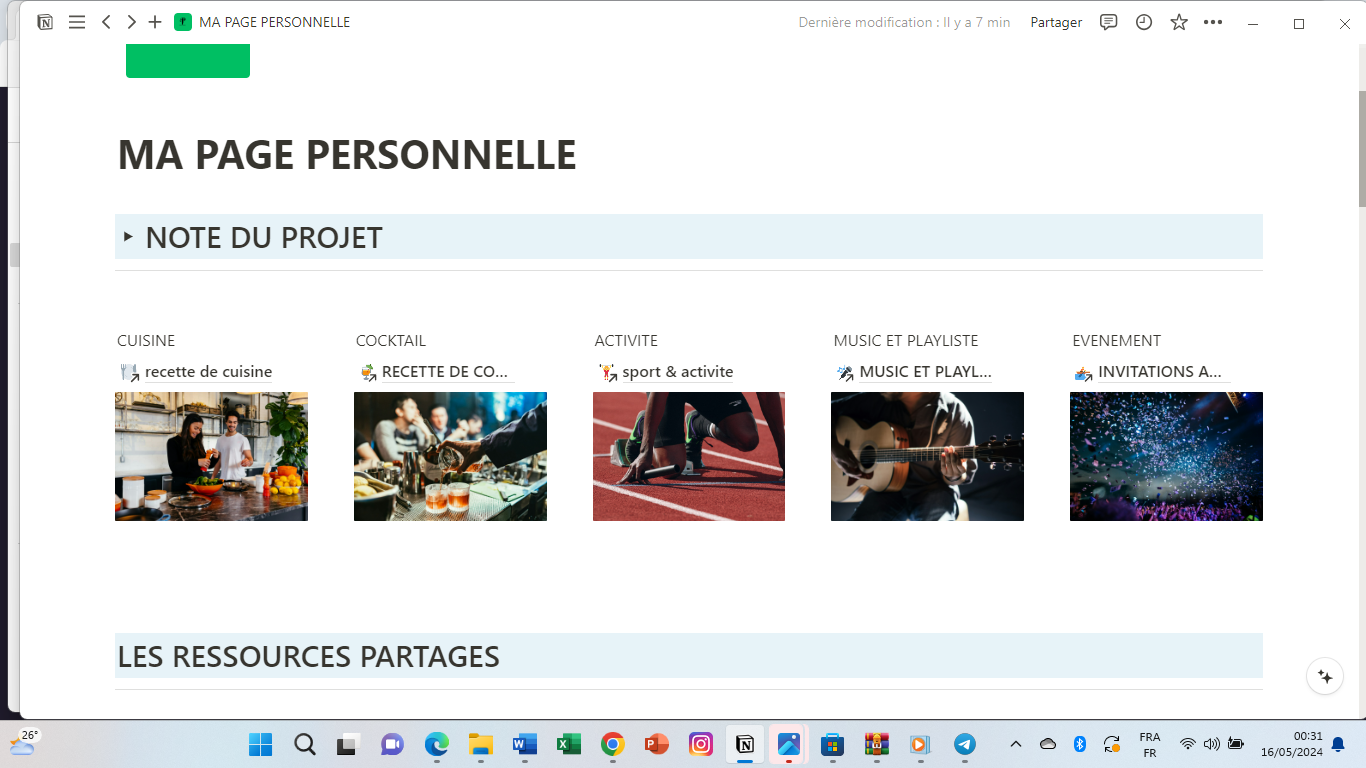 MA PAGE PERSONNELLE
Dernière modification : Il y a 7 min
Partager
MA PAGE PERSONNELLE
NOTE DU PROJET
CUISINE
COCKTAIL
ACTIVITE
MUSIC ET PLAYLISTE
EVENEMENT
recette de cuisine
RECETTE DE CO...
sport & activite
MUSIC ET PLAYL...
INVITATIONS A...
LES RESSOURCES PARTAGES
26°
FRA
FR
00:31
16/05/2024